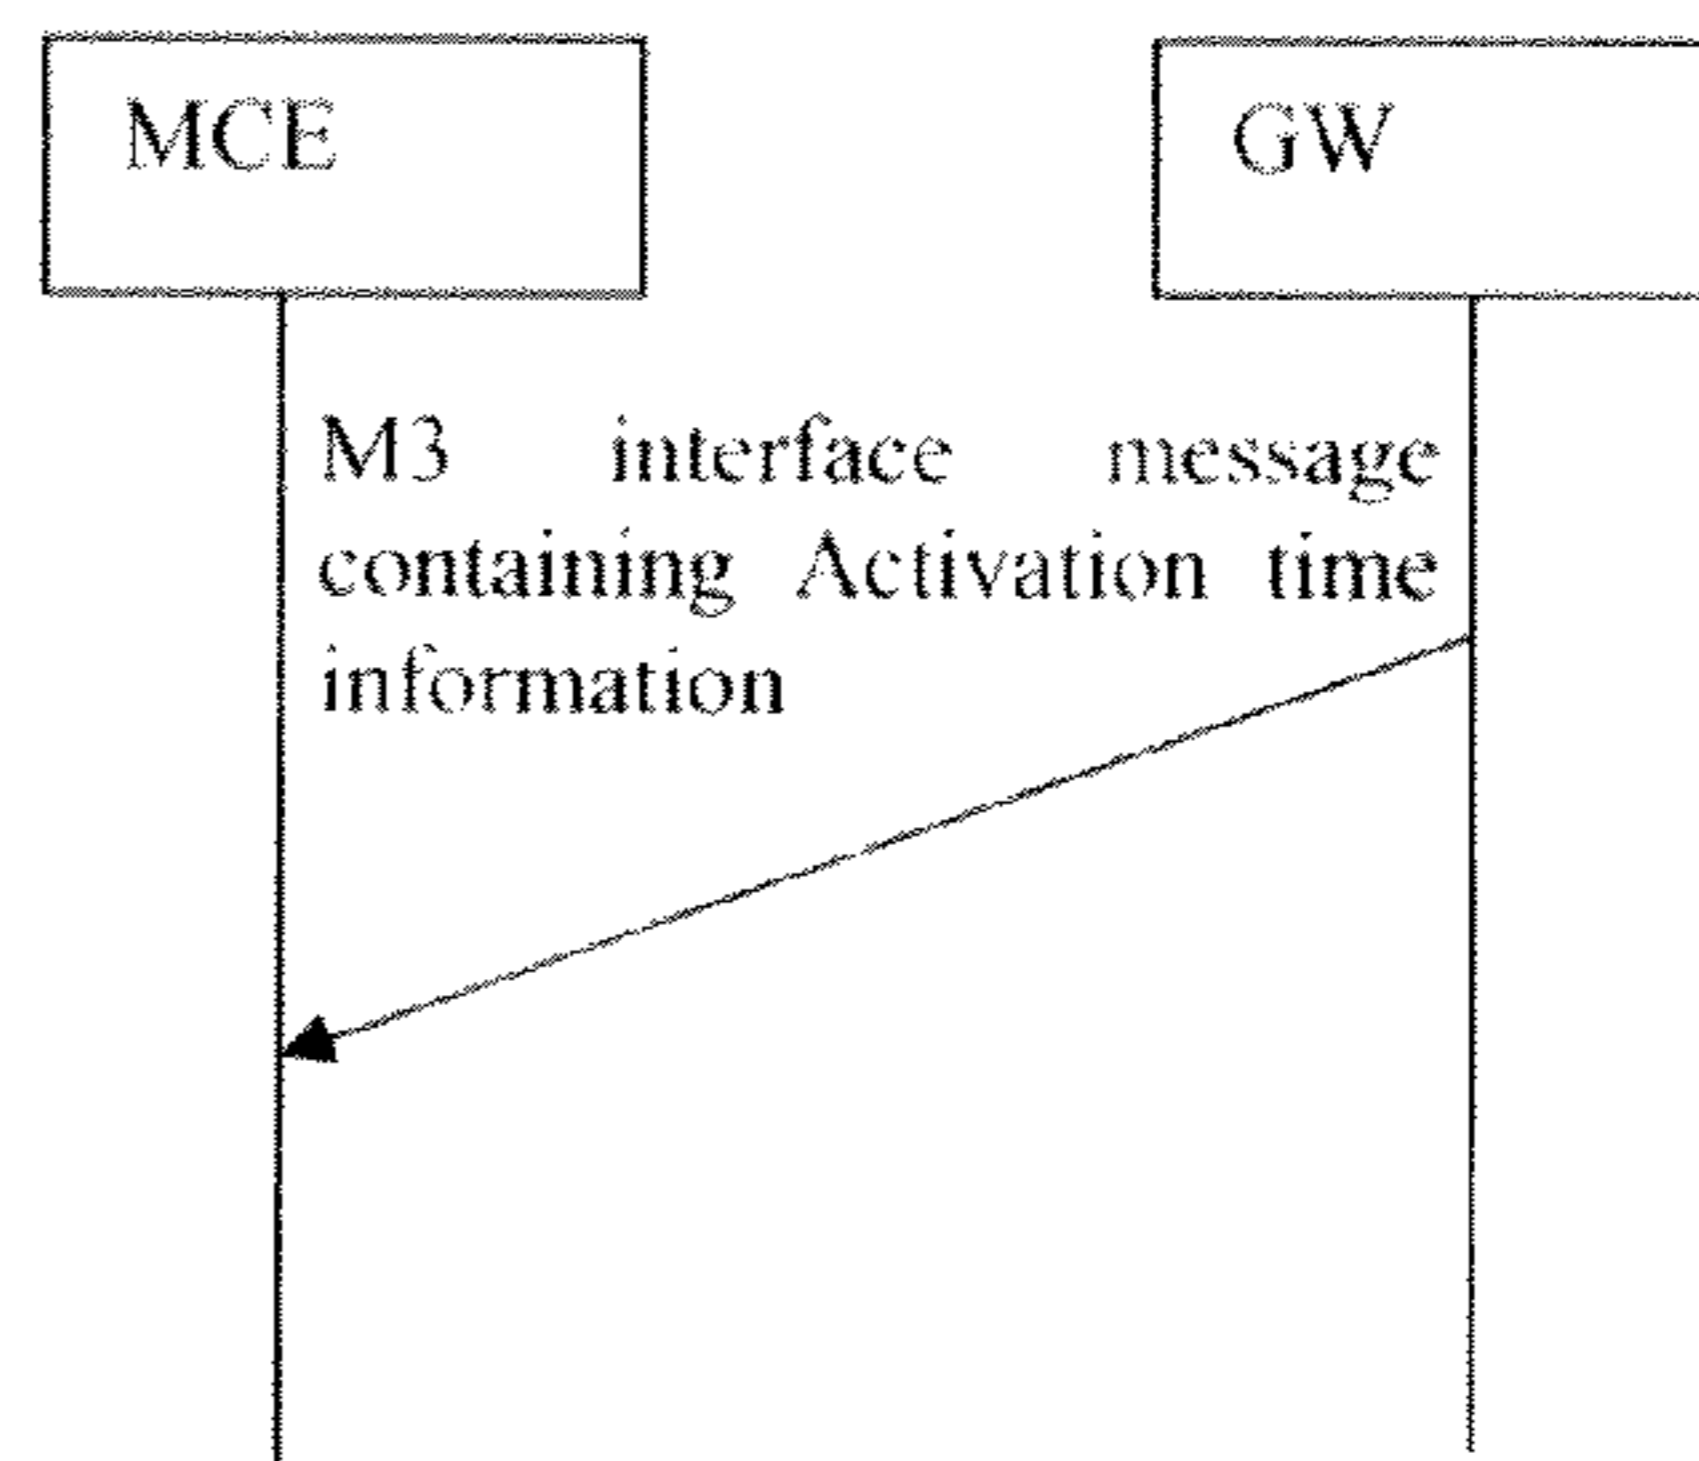 MCE
GW
M3 interface message
containing Activation time
information